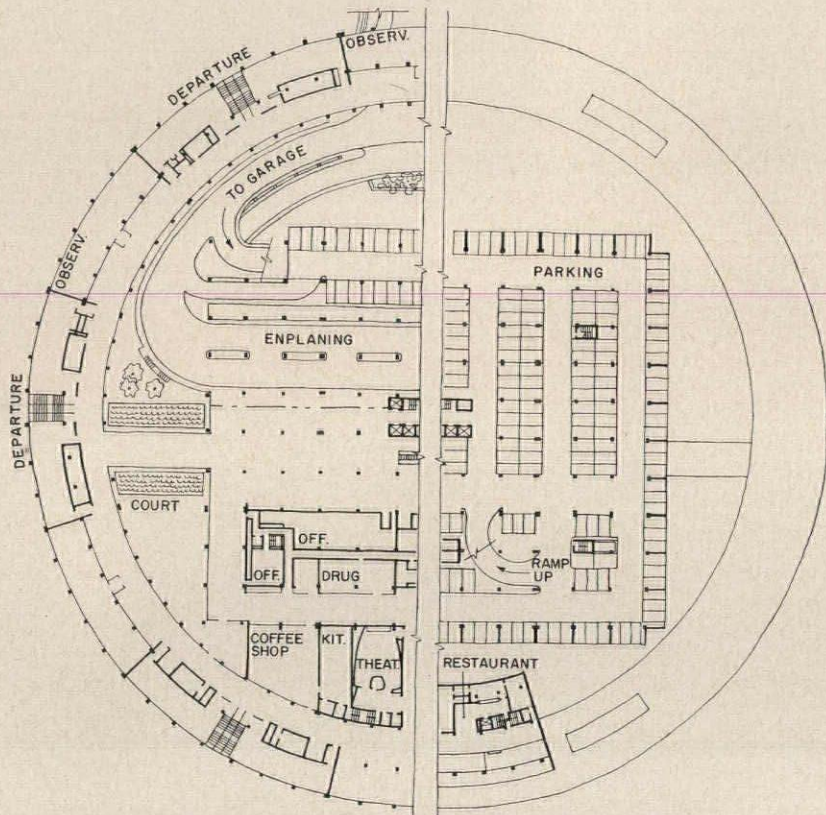 OBSERV.
DEPARTURE
TO GARAGE
OBSERV.
PARKING
ENPLANING
DEPARTURE
COURT
OFF.
OFF.
DRUG
RAMP
UP
COFFEE
SHOP
KIT.
THEAT.
RESTAURANT